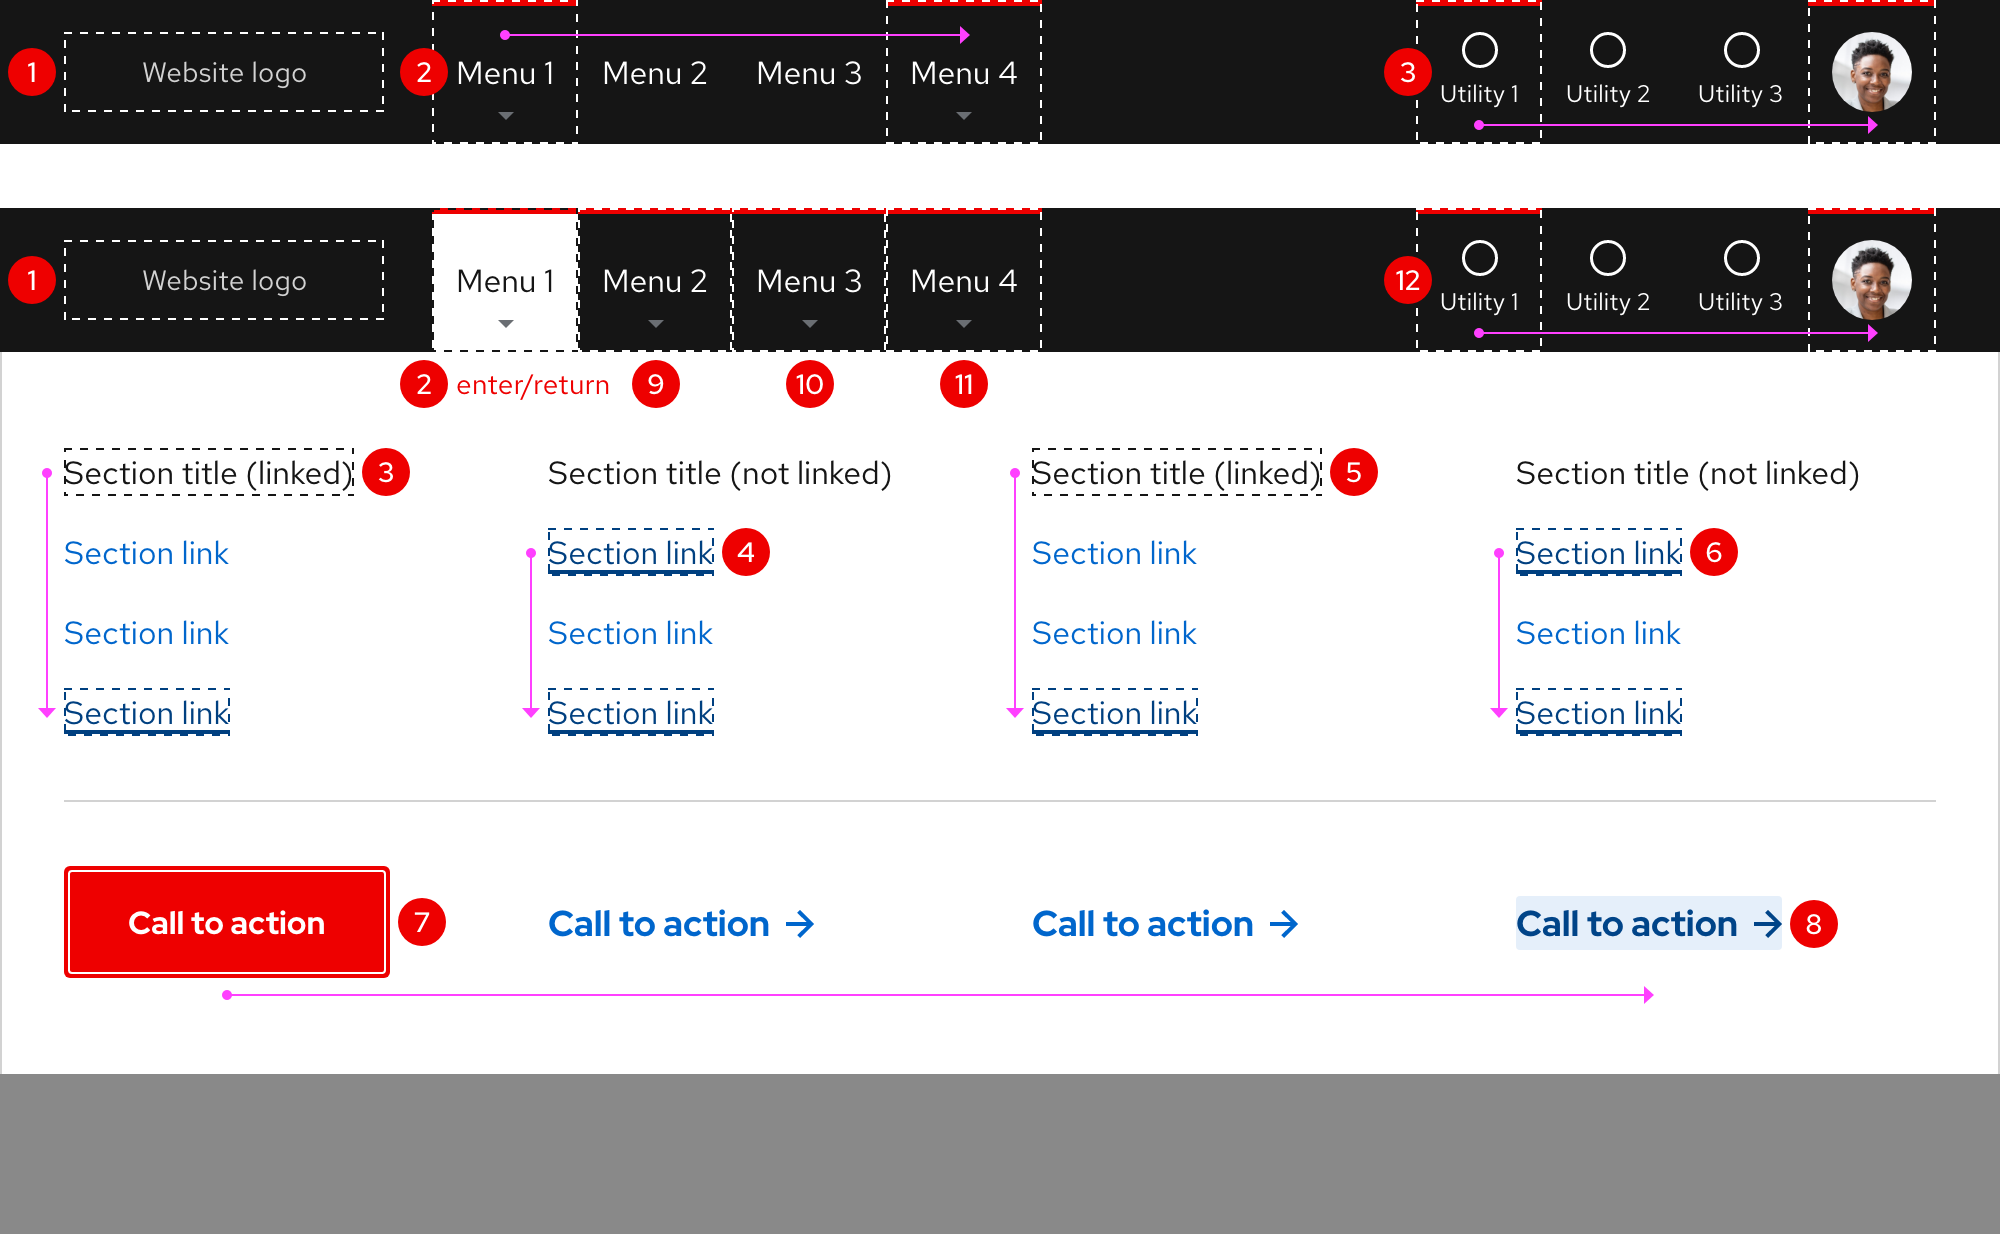 1 Website logo 2 Menu 1 Menu 2 Menu 3 Menu 4 3 Utility 1 Utility 2 Utility 3
1 Website logo Menu 1 Menu 2 Menu 3 Menu 4 12 Utility 1 Utility 2 Utility 3
2 enter/return 9 10 11
Section title (linked) 3 Section title (not linked) Section title (linked) 5 Section title (not linked)
Section link Section link 4 Section link Section link 6
Section link Section link Section link Section link
Section link Section link Section link Section link
Call to action 7 Call to action Call to action Call to action 8